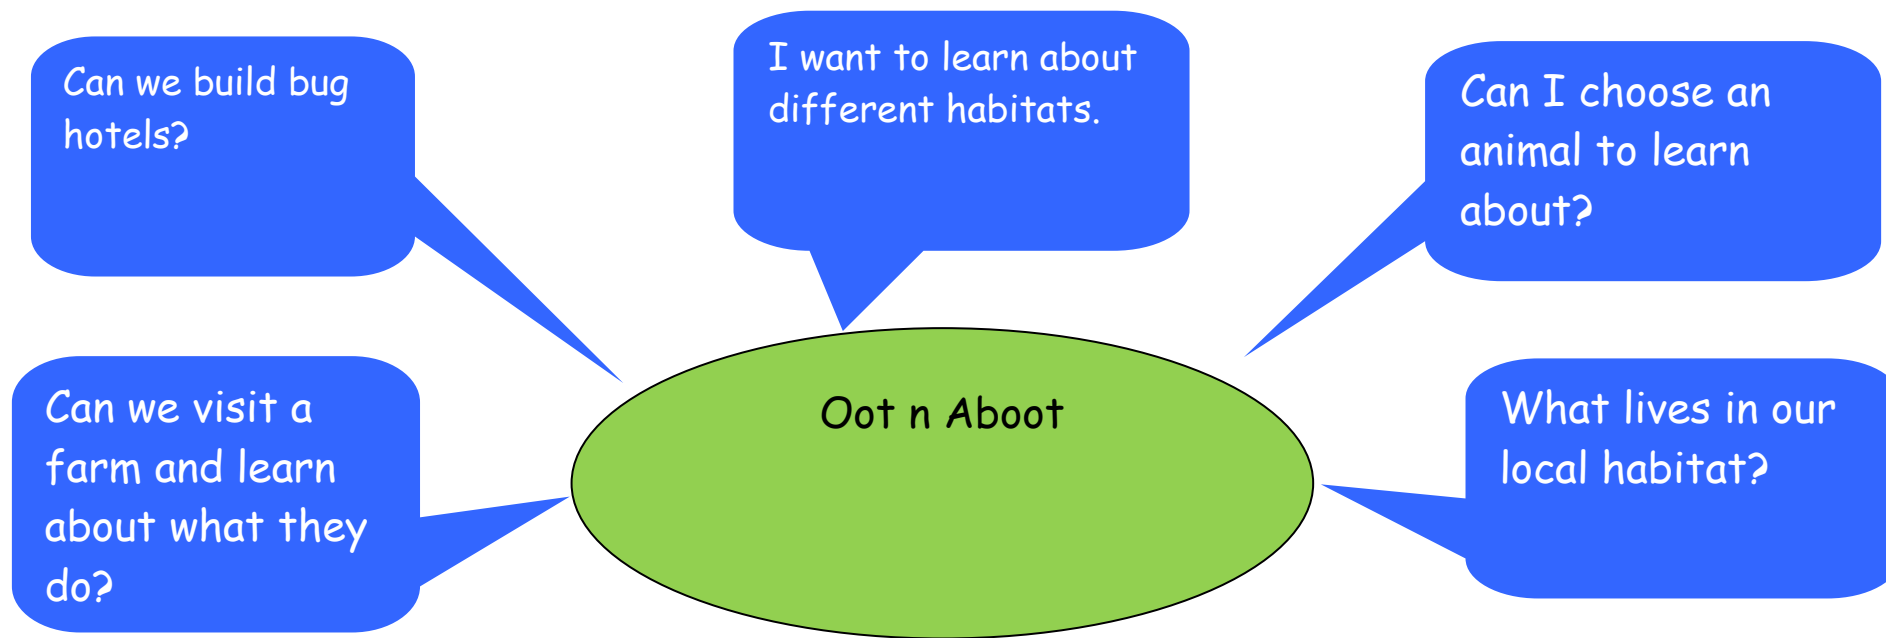 Can we build bug
hotels?
I want to learn about
different habitats.
Can I choose an
animal to learn
about?
Can we visit a
farm and learn
about what they
do?
Oot n Aboot
What lives in our
local habitat?